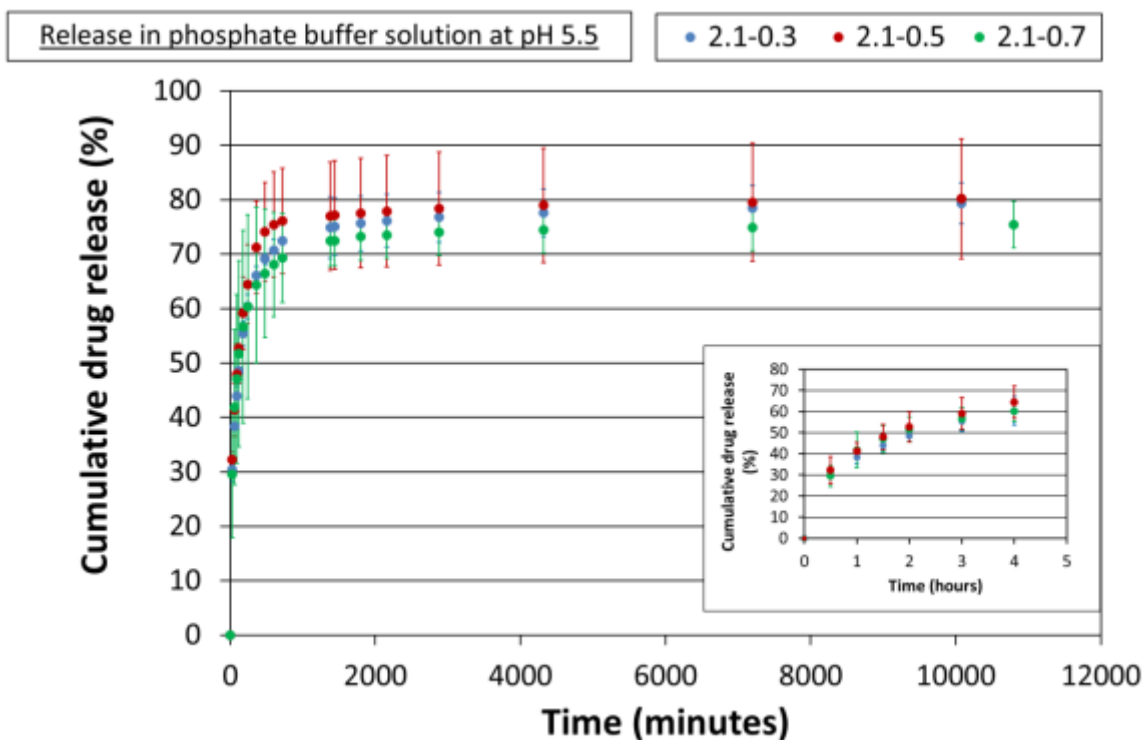 Release in phosphate buffer solution at pH 5.5
2.1-0.3 2.1-0.5 2.1-0.7
Cumulative drug release (%)
100
90
80
70
60
50
40
30
20
10
0
0 2000 4000 6000 8000 10000 12000
Time (minutes)
Cumulative drug release
(%)
80
70
60
50
40
30
20
10
0
0 1 2 3 4 5
Time (hours)